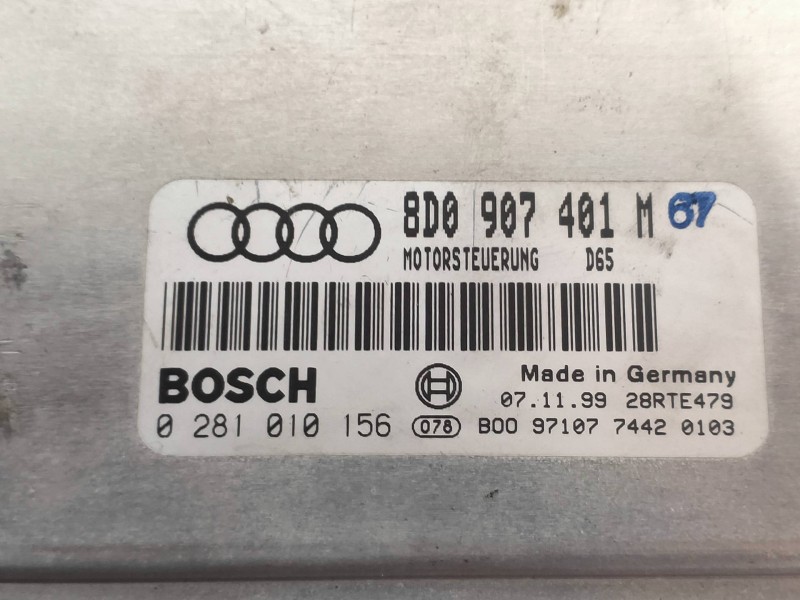 8D0 907 401 M 67
MOTORSTEUERUNG D65
BOSCH
Made in Germany
07.11.99 28RTE479
0 281 010 156 078 B00 97107 7442 0103